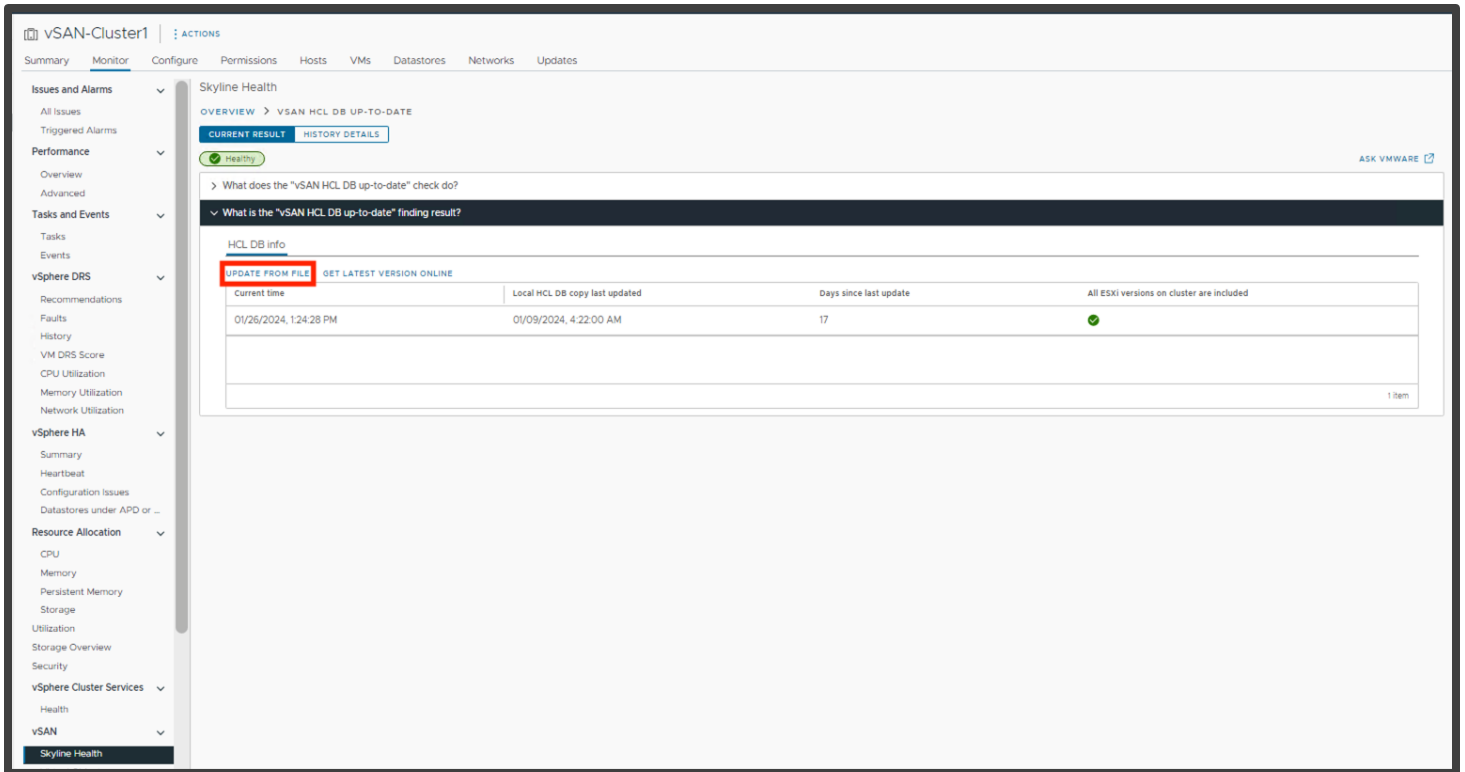 vSAN-Cluster1 ACTIONS
Summary Monitor Configure Permissions Hosts VMs Datastores Networks Updates
Issues and Alarms
All Issues
Triggered Alarms
Performance
Overview
Advanced
Tasks and Events
Tasks
Events
vSphere DRS
Recommendations
Faults
History
VM DRS Score
CPU Utilization
Memory Utilization
Network Utilization
vSphere HA
Summary
Heartbeat
Configuration Issues
Datastores under APD or ...
Resource Allocation
CPU
Memory
Persistent Memory
Storage
Utilization
Storage Overview
Security
vSphere Cluster Services
Health
vSAN
Skyline Health
Skyline Health
OVERVIEW > VSAN HCL DB UP-TO-DATE
CURRENT RESULT HISTORY DETAILS
Healthy
ASK VMWARE
What does the "vSAN HCL DB up-to-date" check do?
What is the "vSAN HCL DB up-to-date" finding result?
HCL DB info
UPDATE FROM FILE GET LATEST VERSION ONLINE
Current time Local HCL DB copy last updated Days since last update All ESXi versions on cluster are included
01/26/2024, 1:24:28 PM 01/09/2024, 4:22:00 AM 17
1 item